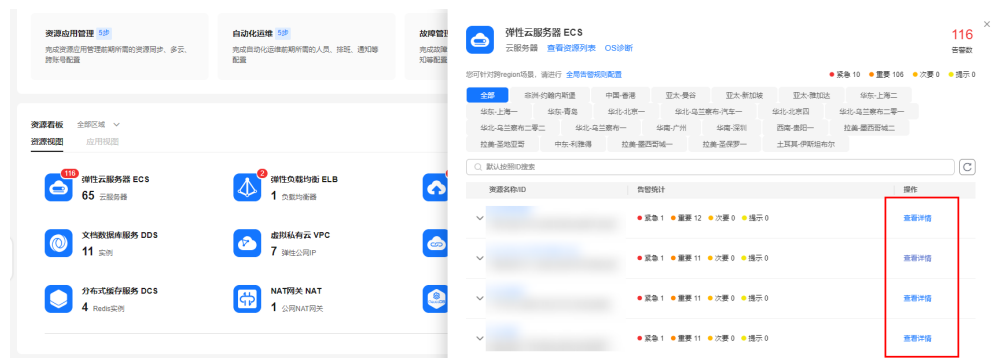 资源应用管理 5步
完成资源应用管理前期所需的资源同步、多云、
跨账号配置
自动化运维 5步
完成自动化运维前期所需的人员、排班、通知等
配置
故障管理
完成故障
知等配置
资源看板 全部区域
资源视图 应用视图
116
弹性云服务器 ECS
65 云服务器
2
弹性负载均衡 ELB
1 负载均衡器
文档数据库服务 DDS
11 实例
虚拟私有云 VPC
7 弹性公网IP
分布式缓存服务 DCS
4 Redis实例
NAT网关 NAT
1 公网NAT网关
弹性云服务器 ECS
云服务器 查看资源列表 OS诊断
116
告警数
您可针对跨region场景，请进行 全局告警规则配置
紧急 10 重要 106 次要 0 提示 0
全部 非洲-约翰内斯堡 中国-香港 亚太-曼谷 亚太-新加坡 亚太-雅加达 华东-上海二
华东-上海一 华东-青岛 华北-北京一 华北-乌兰察布-汽车一 华北-北京四 华北-乌兰察布二零一
华北-乌兰察布二零二 华北-乌兰察布一 华南-广州 华南-深圳 西南-贵阳一 拉美-墨西哥城二
拉美-圣地亚哥 中东-利雅得 拉美-墨西哥城一 拉美-圣保罗一 土耳其-伊斯坦布尔
默认按照ID搜索
资源名称/ID 告警统计 操作
紧急 1 重要 12 次要 0 提示 0 查看详情
紧急 1 重要 11 次要 0 提示 0 查看详情
紧急 1 重要 11 次要 0 提示 0 查看详情
紧急 1 重要 11 次要 0 提示 0 查看详情